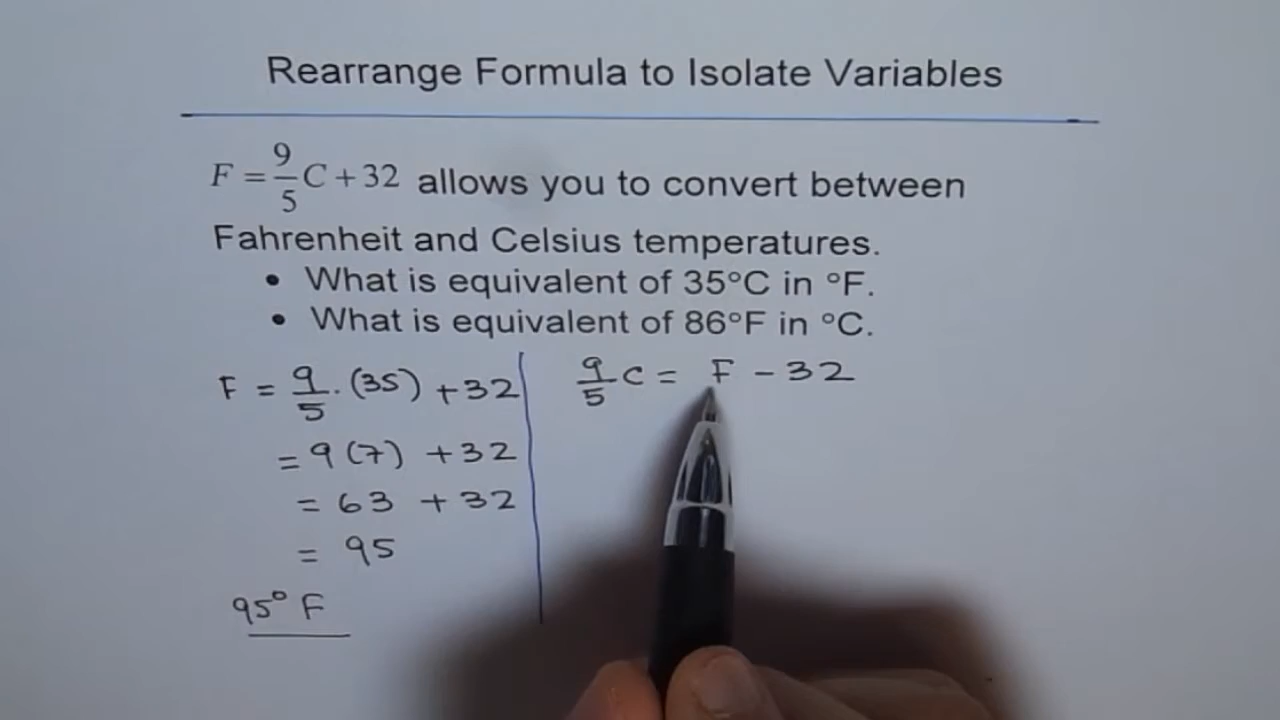 Rearrange Formula to Isolate Variables
F = 9/5 C + 32 allows you to convert between
Fahrenheit and Celsius temperatures.
• What is equivalent of 35°C in °F.
• What is equivalent of 86°F in °C.
F = 9/5 · (35) + 32
= 9 (7) + 32
= 63 + 32
= 95
95° F
9/5 C = F - 32